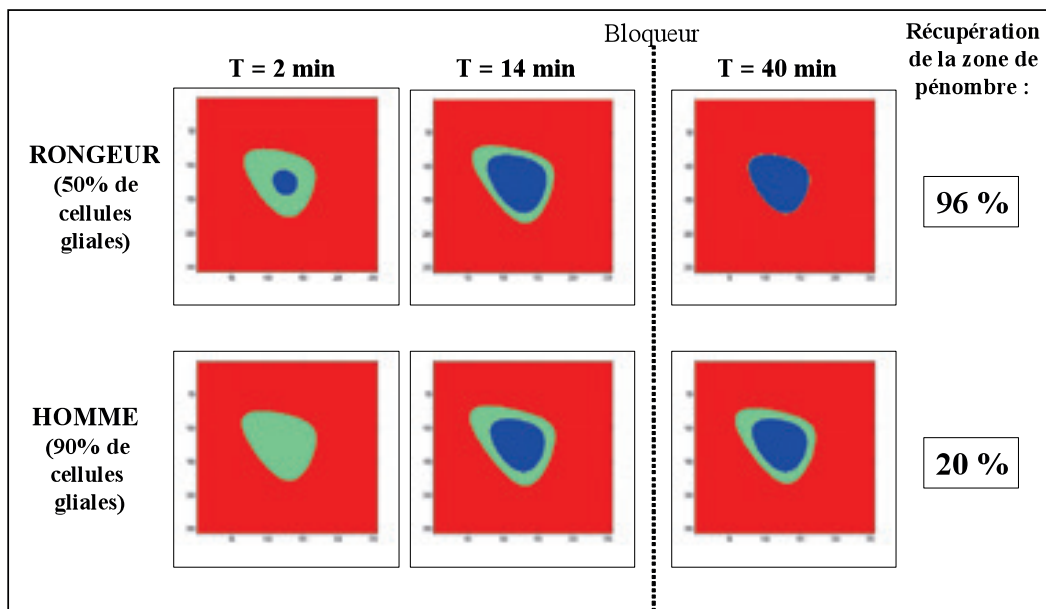 Bloqueur
Récupération
de la zone de
pénombre :
T = 2 min
T = 14 min
T = 40 min
RONGEUR
(50% de
cellules
gliales)
96 %
HOMME
(90% de
cellules
gliales)
20 %